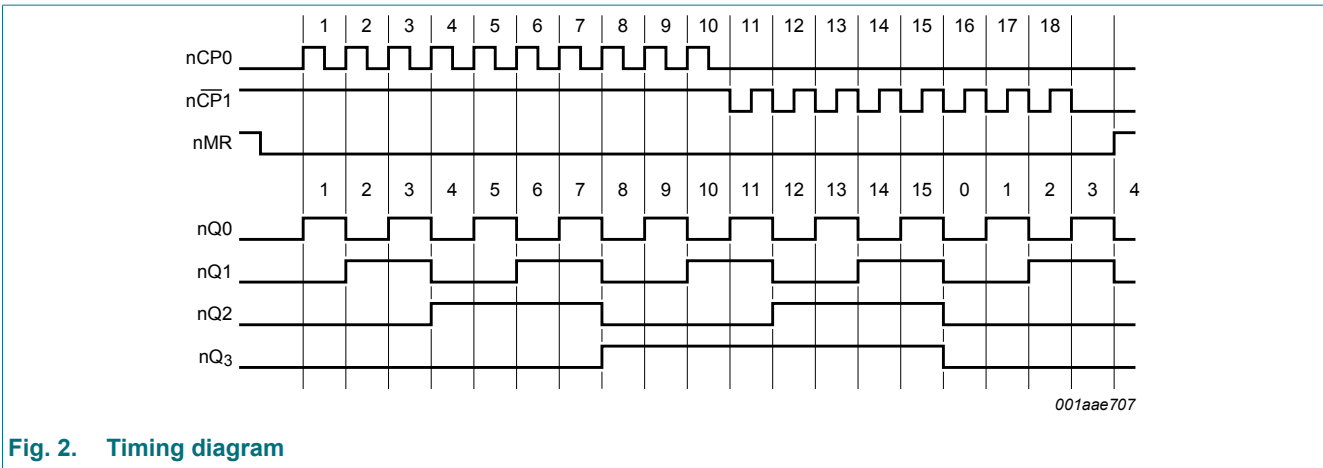 1 2 3 4 5 6 7 8 9 10 11 12 13 14 15 16 17 18
nCP0
nC̅P̅1
nMR
1 2 3 4 5 6 7 8 9 10 11 12 13 14 15 0 1 2 3 4
nQ0
nQ1
nQ2
nQ3
001aae707
Fig. 2. Timing diagram